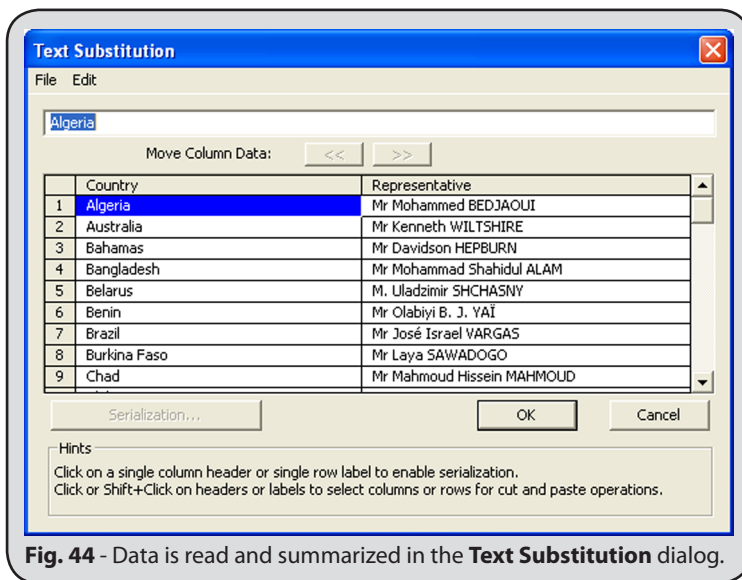 Text Substitution
File Edit
Algeria
Move Column Data: << >>
Country Representative
1 Algeria Mr Mohammed BEDJAOUI
2 Australia Mr Kenneth WILTSHIRE
3 Bahamas Mr Davidson HEPBURN
4 Bangladesh Mr Mohammad Shahidul ALAM
5 Belarus M. Uladzimir SHCHASNY
6 Benin Mr Olabiyi B. J. YAÏ
7 Brazil Mr José Israel VARGAS
8 Burkina Faso Mr Laya SAWADOGO
9 Chad Mr Mahmoud Hissein MAHMOUD
Serialization... OK Cancel
Hints
Click on a single column header or single row label to enable serialization.
Click or Shift+Click on headers or labels to select columns or rows for cut and paste operations.
Fig. 44 - Data is read and summarized in the Text Substitution dialog.